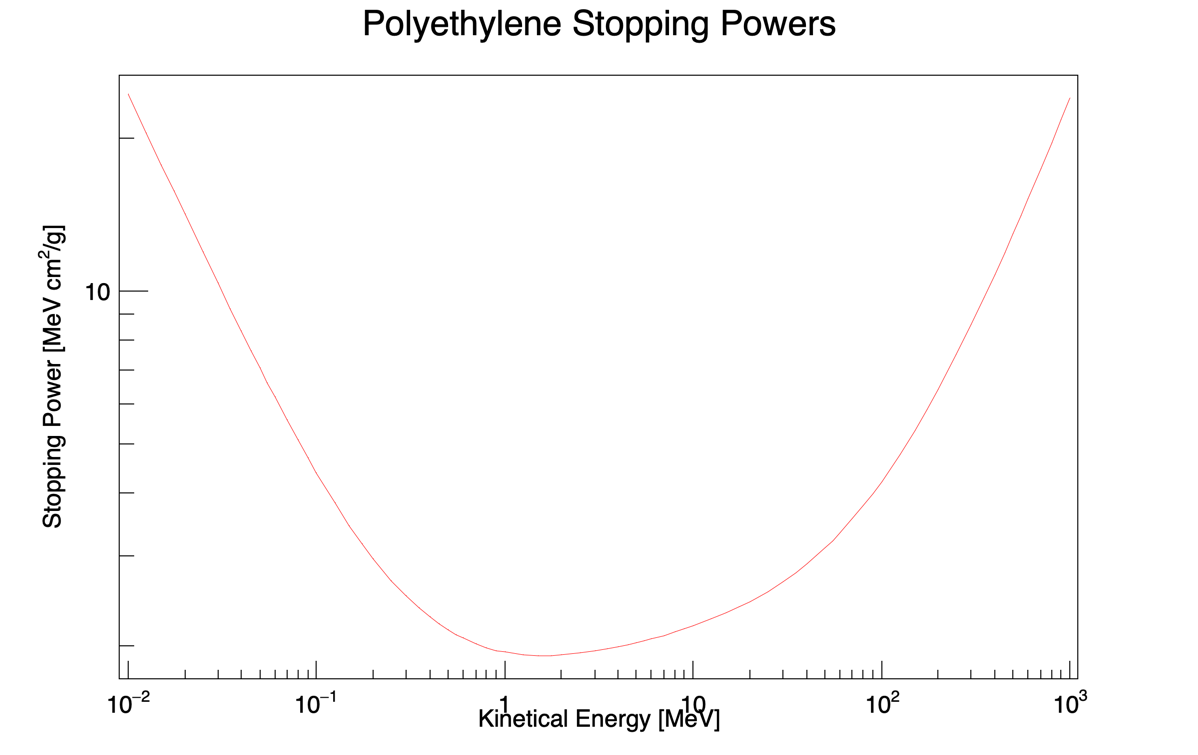 Polyethylene Stopping Powers
Stopping Power [MeV cm²/g]
10
10⁻²
10⁻¹
1
10
10²
10³
Kinetical Energy [MeV]